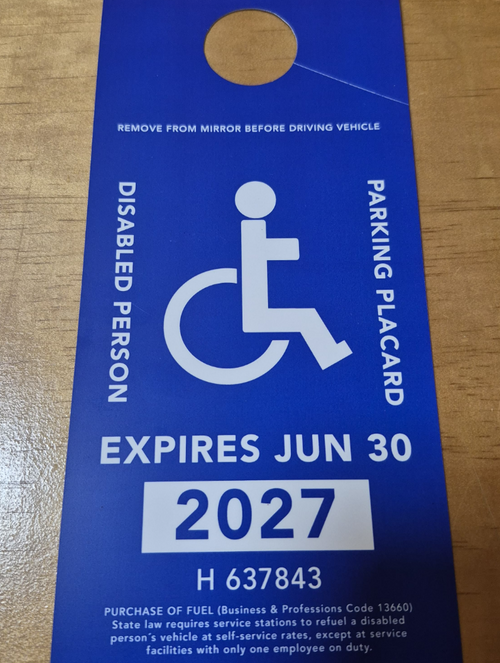 REMOVE FROM MIRROR BEFORE DRIVING VEHICLE
DISABLED PERSON
PARKING PLACARD
EXPIRES JUN 30
2027
H 637843
PURCHASE OF FUEL (Business & Professions Code 13660)
State law requires service stations to refuel a disabled
person's vehicle at self-service rates, except at service
facilities with only one employee on duty.